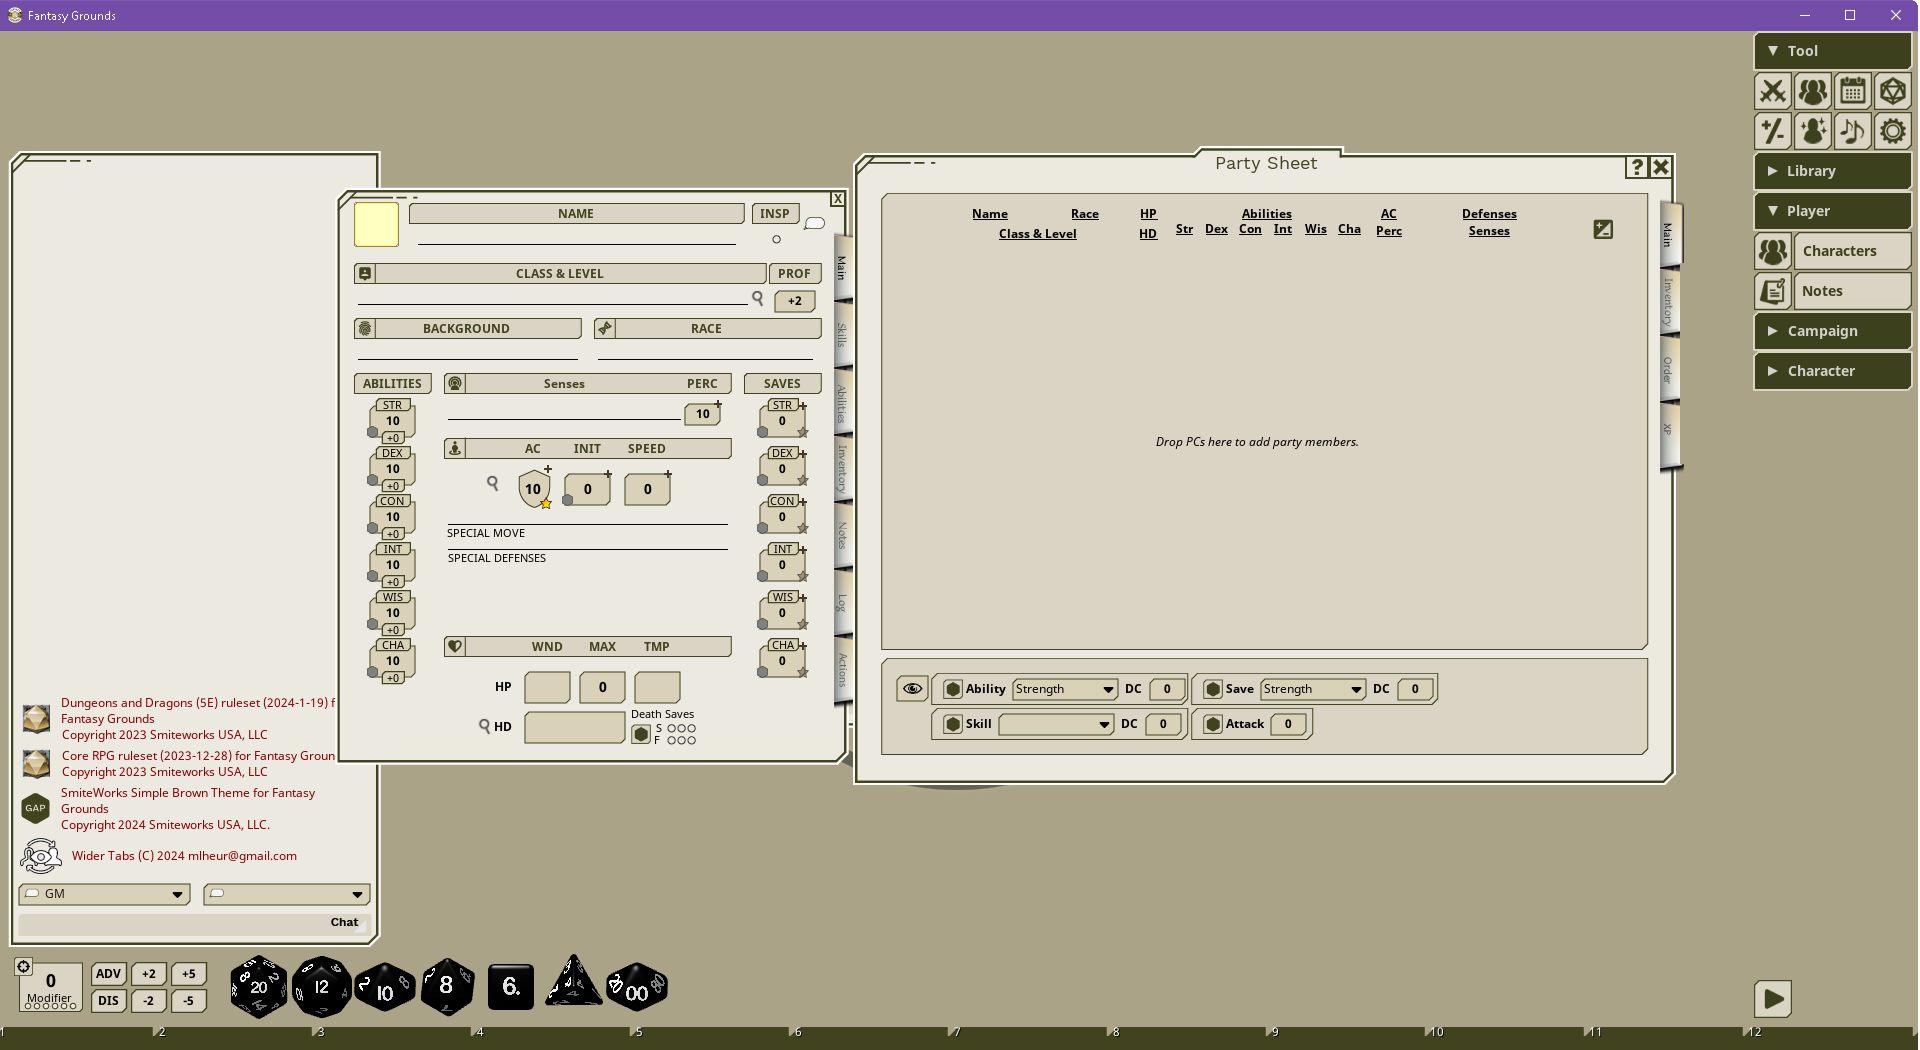 Fantasy Grounds
Tool
Library
Player
Characters
Notes
Campaign
Character
NAME
INSP
X
CLASS & LEVEL
PROF
+2
BACKGROUND
RACE
ABILITIES
Senses
PERC
SAVES
STR
10
+0
DEX
10
+0
CON
10
+0
INT
10
+0
WIS
10
+0
CHA
10
+0
10
AC
INIT
SPEED
10
0
0
SPECIAL MOVE
SPECIAL DEFENSES
WND
MAX
TMP
HP
0
HD
Death Saves
S
F
STR
0
DEX
0
CON
0
INT
0
WIS
0
CHA
0
Main
Skills
Abilities
Inventory
Notes
Log
Actions
Party Sheet
?
Name
Race
HP
Abilities
AC
Defenses
Class & Level
HD
Str
Dex
Con
Int
Wis
Cha
Perc
Senses
Drop PCs here to add party members.
Main
Inventory
Order
XP
Ability
Strength
DC
0
Save
Strength
DC
0
Skill
DC
0
Attack
0
Dungeons and Dragons (5E) ruleset (2024-1-19) f
Fantasy Grounds
Copyright 2023 Smiteworks USA, LLC
Core RPG ruleset (2023-12-28) for Fantasy Groun
Copyright 2023 Smiteworks USA, LLC
GAP
SmiteWorks Simple Brown Theme for Fantasy
Grounds
Copyright 2024 Smiteworks USA, LLC.
Wider Tabs (C) 2024 mlheur@gmail.com
GM
Chat
0
Modifier
ADV
+2
+5
DIS
-2
-5
20
12
10
8
6.
00
1
2
3
4
5
6
7
8
9
10
11
12